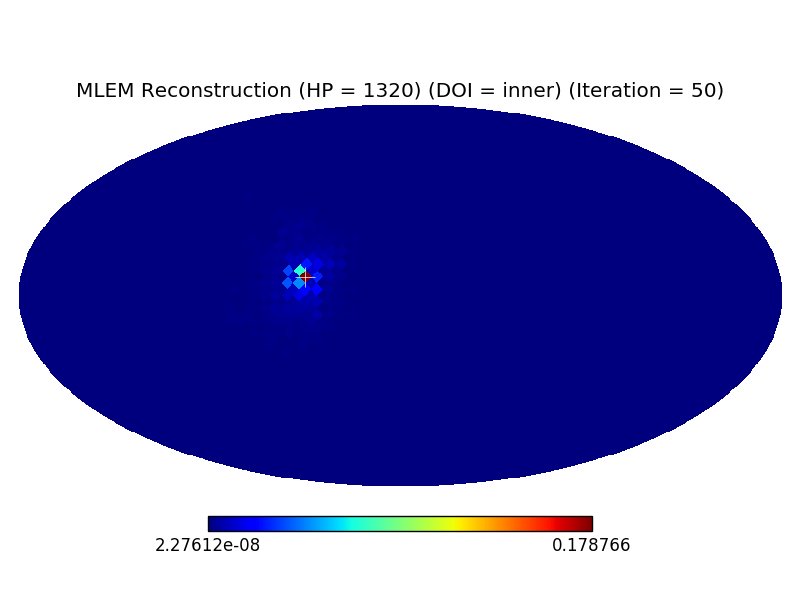 MLEM Reconstruction (HP = 1320) (DOI = inner) (Iteration = 50)
2.27612e-08 0.178766